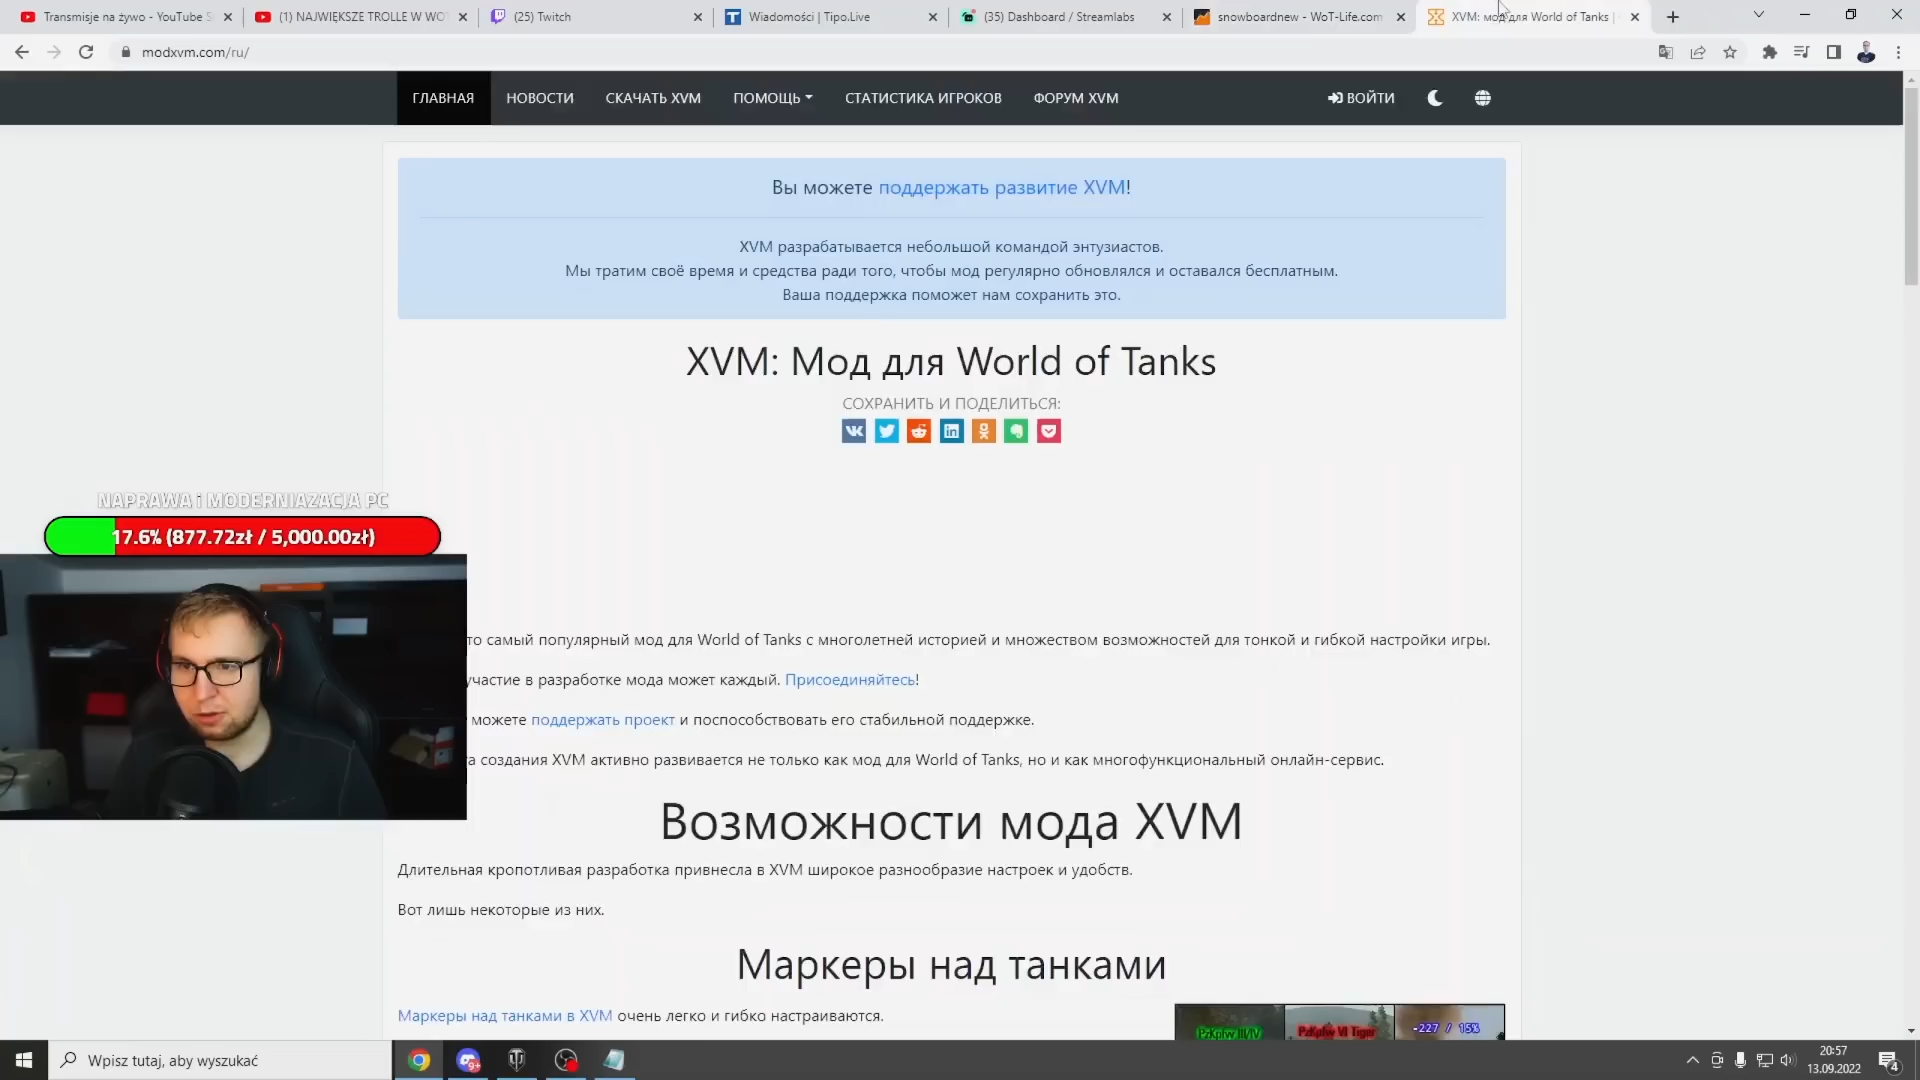 Transmisje na żywo - YouTube S
(1) NAJWIĘKSZE TROLLE W WO
(25) Twitch
Wiadomości | Tipo.Live
(35) Dashboard / Streamlabs
snowboardnew - WoT-Life.com
XVM: мод для World of Tanks |
modxvm.com/ru/
ГЛАВНАЯ
НОВОСТИ
СКАЧАТЬ XVM
ПОМОЩЬ
СТАТИСТИКА ИГРОКОВ
ФОРУМ XVM
ВОЙТИ
Вы можете поддержать развитие XVM!
XVM разрабатывается небольшой командой энтузиастов.
Мы тратим своё время и средства ради того, чтобы мод регулярно обновлялся и оставался бесплатным.
Ваша поддержка поможет нам сохранить это.
XVM: Мод для World of Tanks
СОХРАНИТЬ И ПОДЕЛИТЬСЯ:
NAPRAWA i MODERNIAZACJA PC
17.6% (877.72zł / 5,000.00zł)
то самый популярный мод для World of Tanks с многолетней историей и множеством возможностей для тонкой и гибкой настройки игры.
участие в разработке мода может каждый. Присоединяйтесь!
можете поддержать проект и поспособствовать его стабильной поддержке.
а создания XVM активно развивается не только как мод для World of Tanks, но и как многофункциональный онлайн-сервис.
Возможности мода XVM
Длительная кропотливая разработка привнесла в XVM широкое разнообразие настроек и удобств.
Вот лишь некоторые из них.
Маркеры над танками
Маркеры над танками в XVM очень легко и гибко настраиваются.
PzKpfw III/IV
PzKpfw VI Tiger
-227 / 15%
Wpisz tutaj, aby wyszukać
9+
20:57
13.09.2022
4